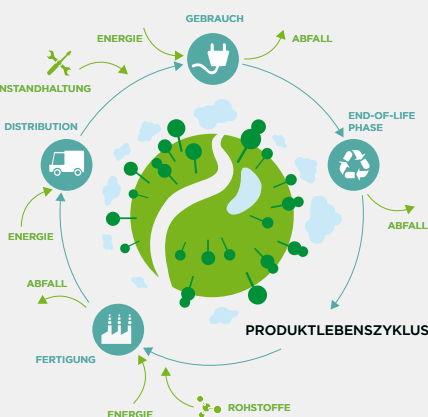 GEBRAUCH
ENERGIE
ABFALL
NSTANDHALTUNG
DISTRIBUTION
END-OF-LIFE
PHASE
ENERGIE
ABFALL
ABFALL
PRODUKTLEBENSZYKLUS
FERTIGUNG
ROHSTOFFE
ENERGIE